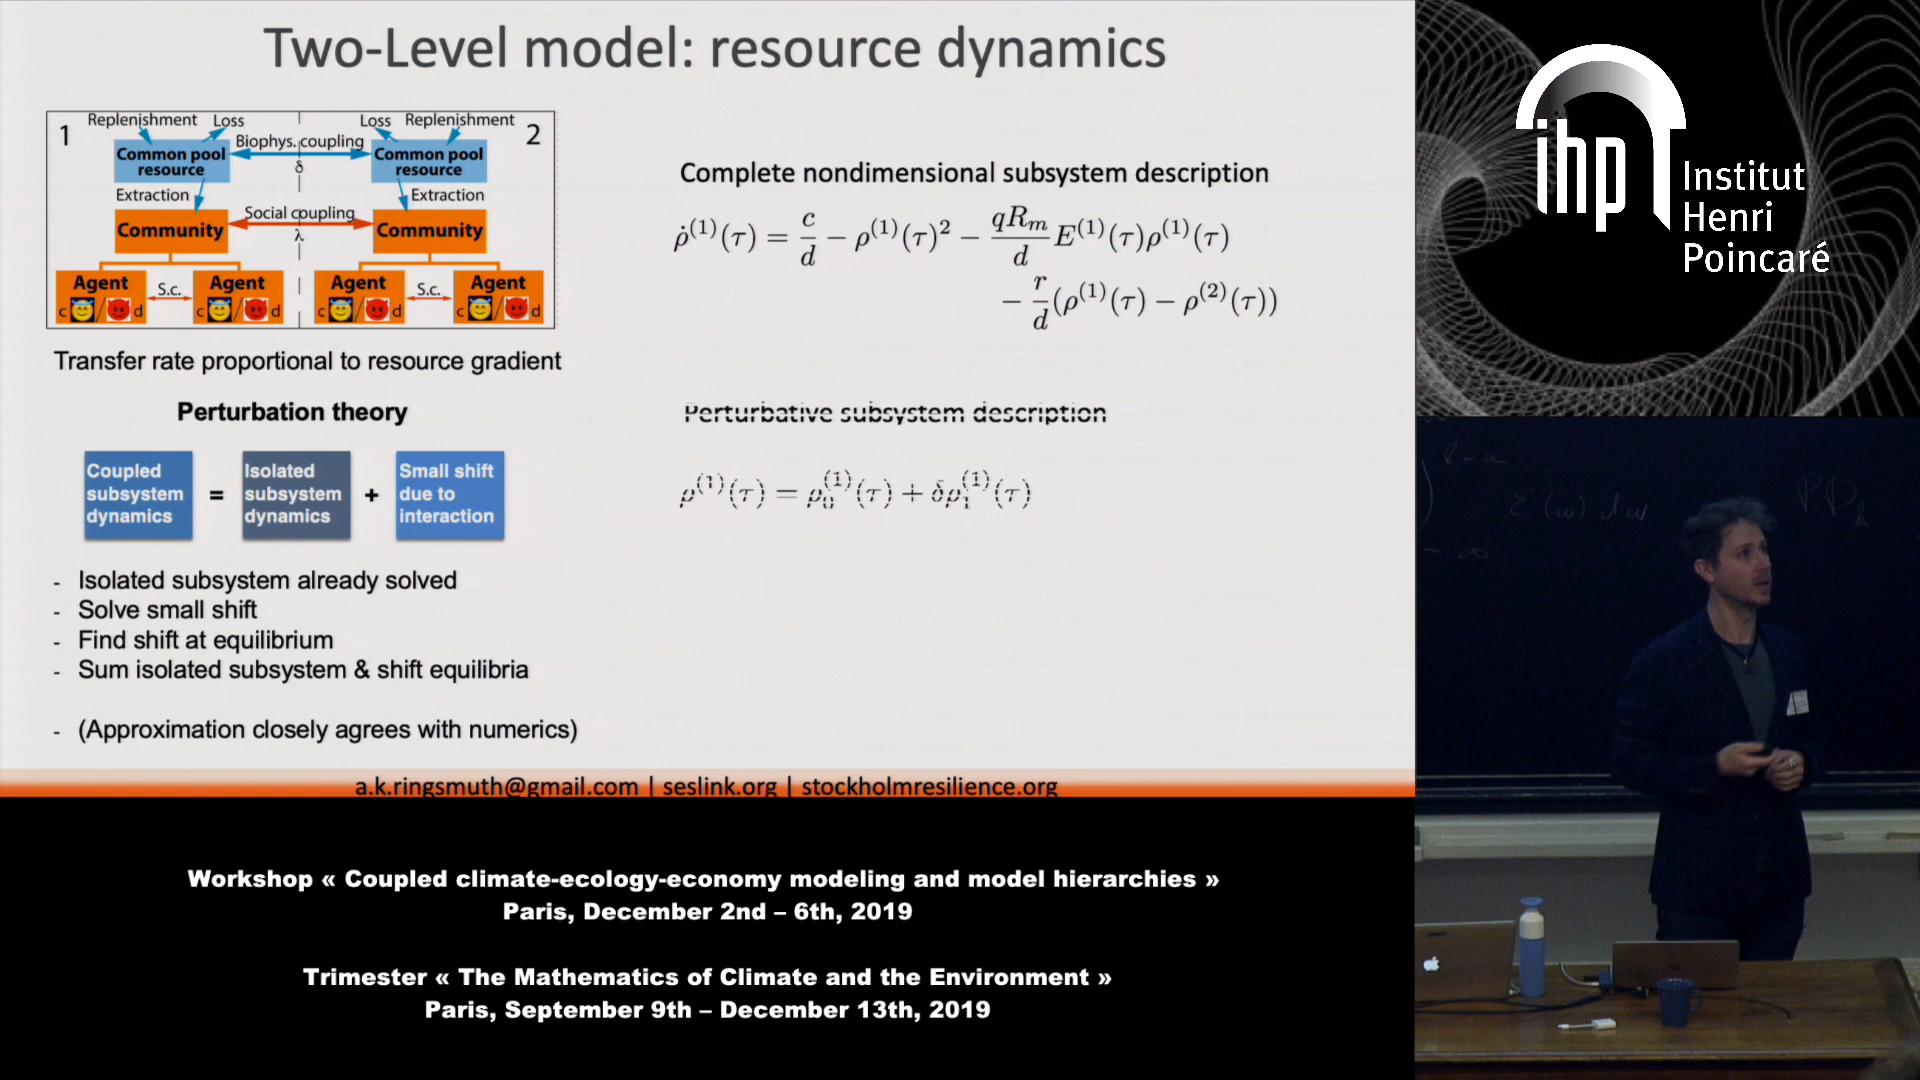 Two-Level model: resource dynamics
Replenishment Loss Loss Replenishment
1 2
Biophys. coupling
Common pool resource Common pool resource
δ
Extraction Extraction
Social coupling
Community Community
λ
Agent Agent Agent Agent
S.c. S.c.
c / d c / d c / d c / d
Transfer rate proportional to resource gradient
Perturbation theory
Coupled subsystem dynamics = Isolated subsystem dynamics + Small shift due to interaction
- Isolated subsystem already solved
- Solve small shift
- Find shift at equilibrium
- Sum isolated subsystem & shift equilibria
- (Approximation closely agrees with numerics)
Complete nondimensional subsystem description
ρ̇⁽¹⁾(τ) = c/d − ρ⁽¹⁾(τ)² − qRₘ/d E⁽¹⁾(τ)ρ⁽¹⁾(τ)
− r/d (ρ⁽¹⁾(τ) − ρ⁽²⁾(τ))
Perturbative subsystem description
ρ⁽¹⁾(τ) = ρ₀⁽¹⁾(τ) + δρ₁⁽¹⁾(τ)
a.k.ringsmuth@gmail.com | seslink.org | stockholmresilience.org
Workshop « Coupled climate-ecology-economy modeling and model hierarchies »
Paris, December 2nd – 6th, 2019
Trimester « The Mathematics of Climate and the Environment »
Paris, September 9th – December 13th, 2019
ihp
Institut
Henri
Poincaré